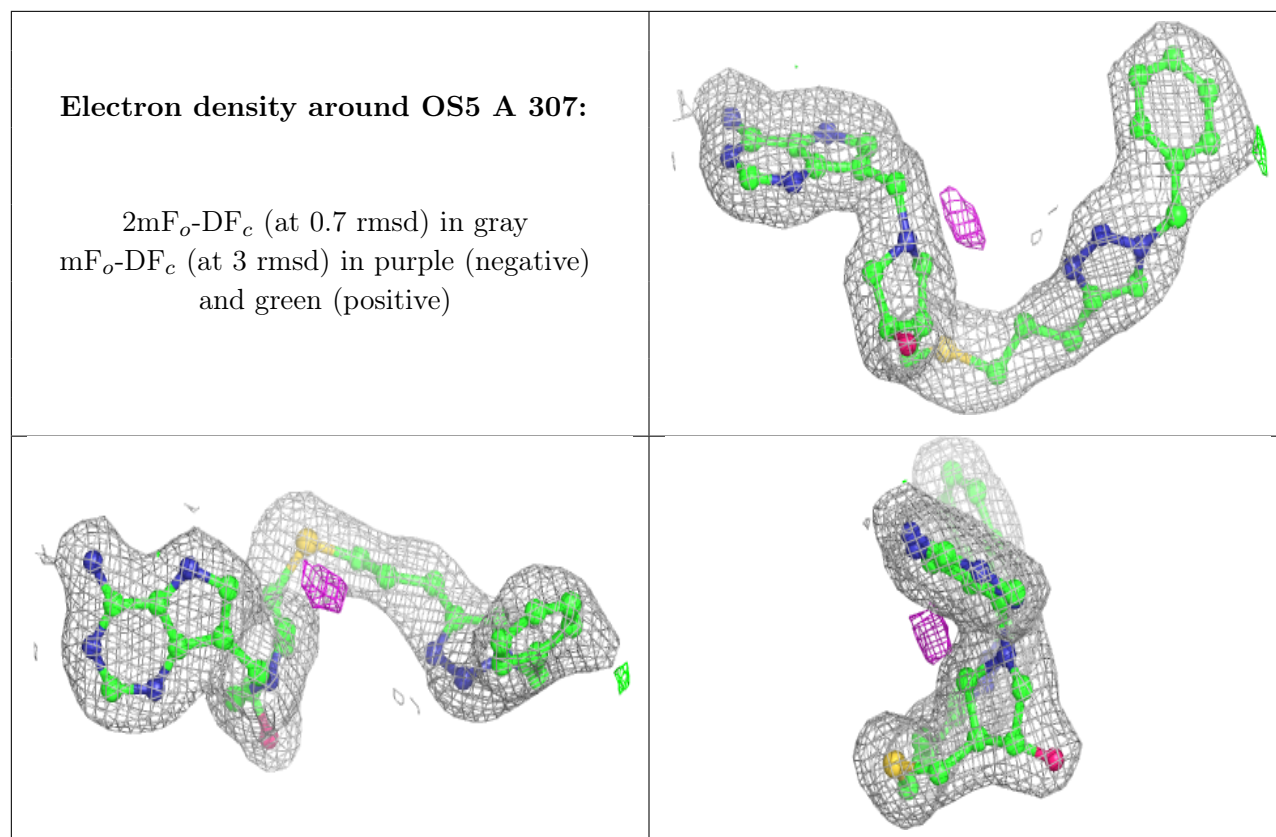 Electron density around OS5 A 307:
2mFo-DFc (at 0.7 rmsd) in gray
mFo-DFc (at 3 rmsd) in purple (negative)
and green (positive)